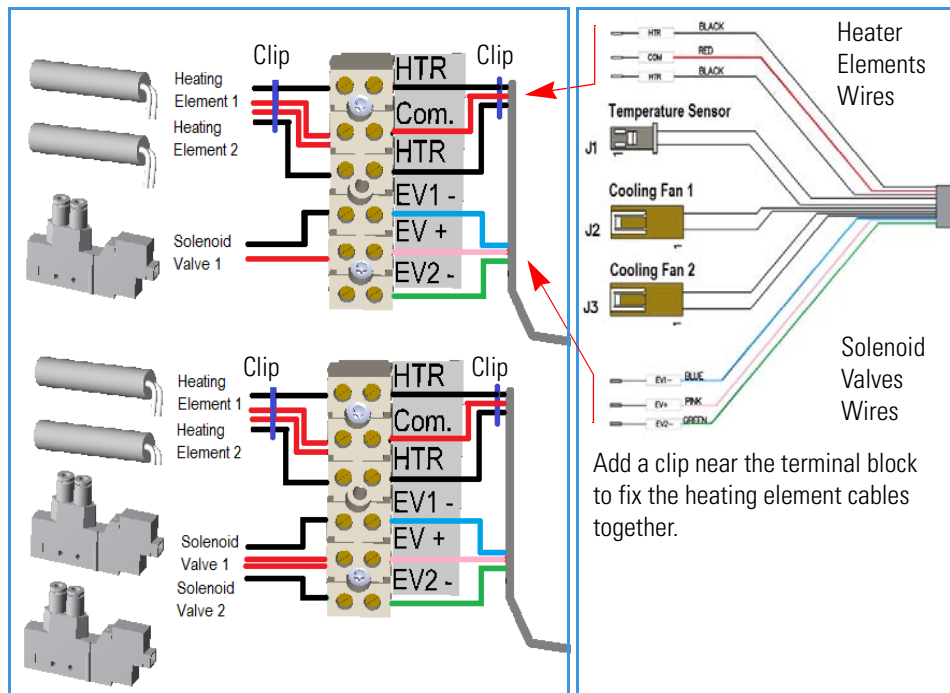 Clip
Clip
Heating
Element 1
Heating
Element 2
HTR
Com.
HTR
EV1 -
EV +
EV2 -
Solenoid
Valve 1
Clip
Clip
Heating
Element 1
Heating
Element 2
HTR
Com.
HTR
EV1 -
EV +
EV2 -
Solenoid
Valve 1
Solenoid
Valve 2
HTR BLACK
COM RED
HTR BLACK
Heater
Elements
Wires
Temperature Sensor
J1
1
Cooling Fan 1
J2
1
Cooling Fan 2
J3
1
Solenoid
Valves
Wires
EV1- BLUE
EV+ PINK
EV2- GREEN
Add a clip near the terminal block
to fix the heating element cables
together.